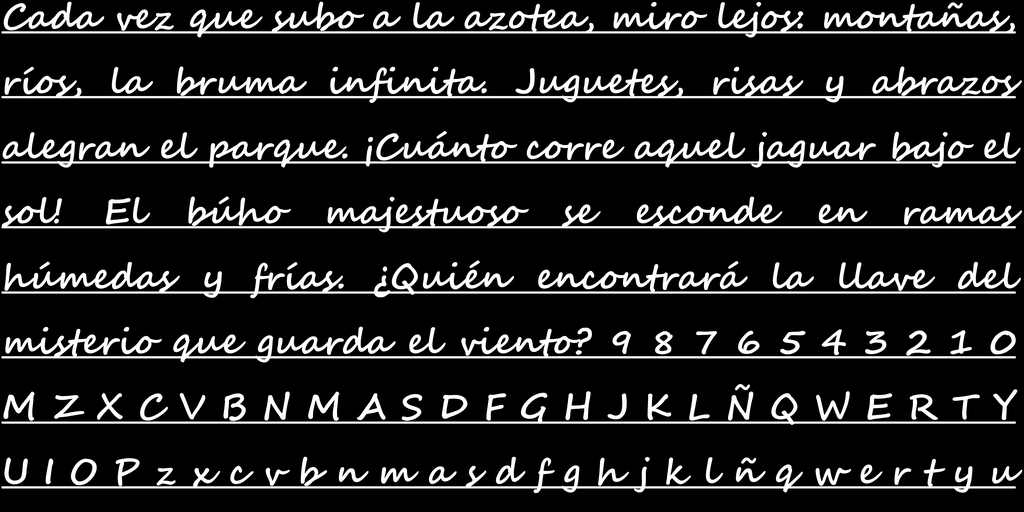 Cada vez que subo a la azotea, miro lejos: montañas,
ríos, la bruma infinita. Juguetes, risas y abrazos
alegran el parque. ¡Cuánto corre aquel jaguar bajo el
sol! El búho majestuoso se esconde en ramas
húmedas y frías. ¿Quién encontrará la llave del
misterio que guarda el viento? 9 8 7 6 5 4 3 2 1 0
M Z X C V B N M A S D F G H J K L Ñ Q W E R T Y
U I O P z x c v b n m a s d f g h j k l ñ q w e r t y u